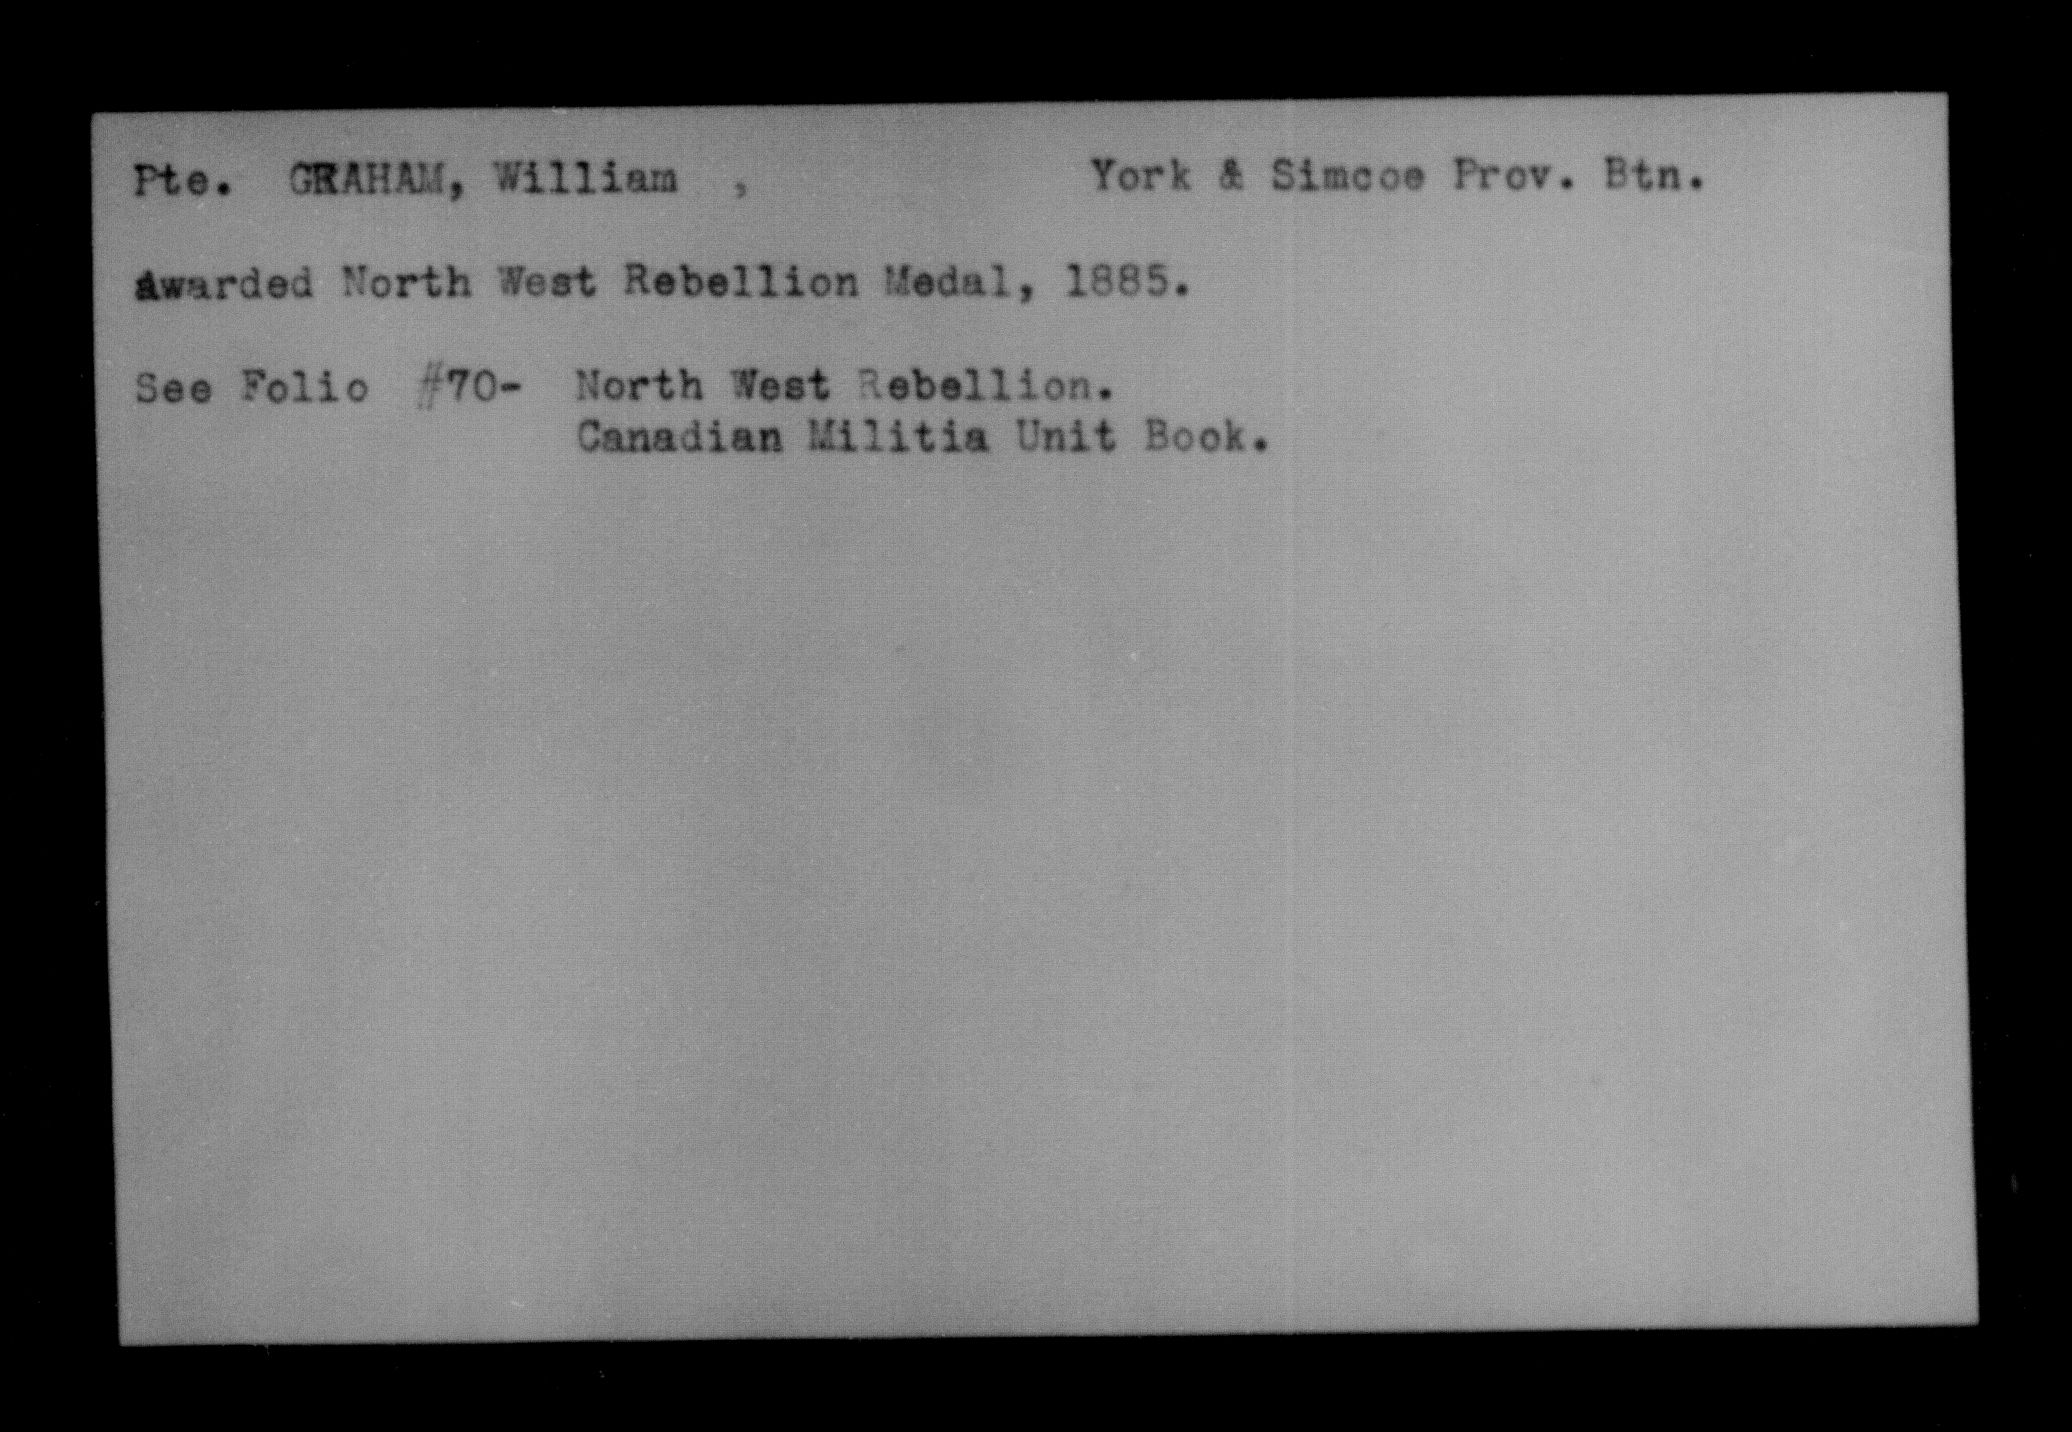 Pte. GRAHAM, William , York & Simcoe Prov. Btn.
Awarded North West Rebellion Medal, 1885.
See Folio #70- North West Rebellion.
Canadian Militia Unit Book.